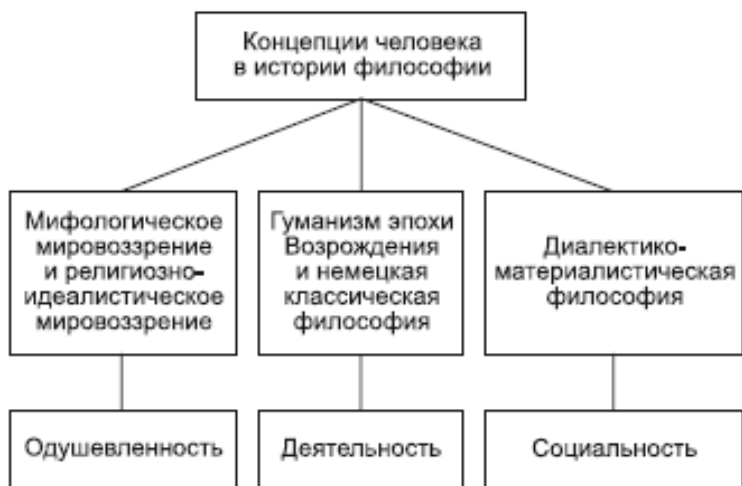 Концепции человека
в истории философии
Мифологическое
мировоззрение
и религиозно-
идеалистическое
мировоззрение
Гуманизм эпохи
Возрождения
и немецкая
классическая
философия
Диалектико-
материалистическая
философия
Одушевленность
Деятельность
Социальность